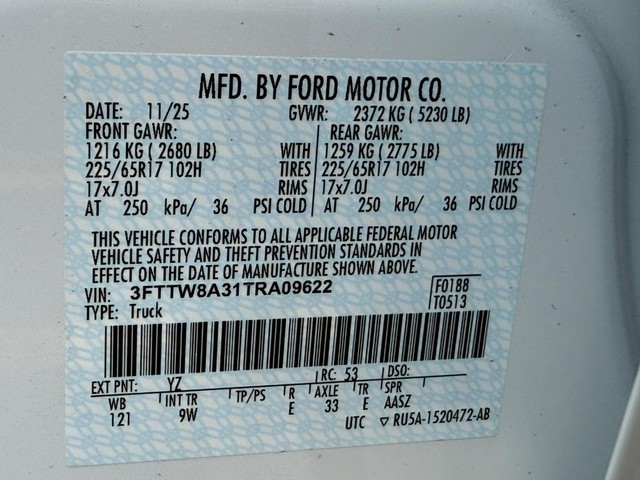 MFD. BY FORD MOTOR CO.
DATE: 11/25 GVWR: 2372 KG ( 5230 LB)
FRONT GAWR: REAR GAWR:
1216 KG ( 2680 LB) WITH 1259 KG ( 2775 LB) WITH
225/65R17 102H TIRES 225/65R17 102H TIRES
17x7.0J RIMS 17x7.0J RIMS
AT 250 kPa/ 36 PSI COLD AT 250 kPa/ 36 PSI COLD
THIS VEHICLE CONFORMS TO ALL APPLICABLE FEDERAL MOTOR
VEHICLE SAFETY AND THEFT PREVENTION STANDARDS IN
EFFECT ON THE DATE OF MANUFACTURE SHOWN ABOVE.
VIN: 3FTTW8A31TRA09622 F0188
TYPE: Truck T0513
EXT PNT: YZ RC: 53 DSO:
WB INT TR TP/PS R AXLE TR SPR
121 9W E 33 E AASZ
UTC ▽ RU5A-1520472-AB